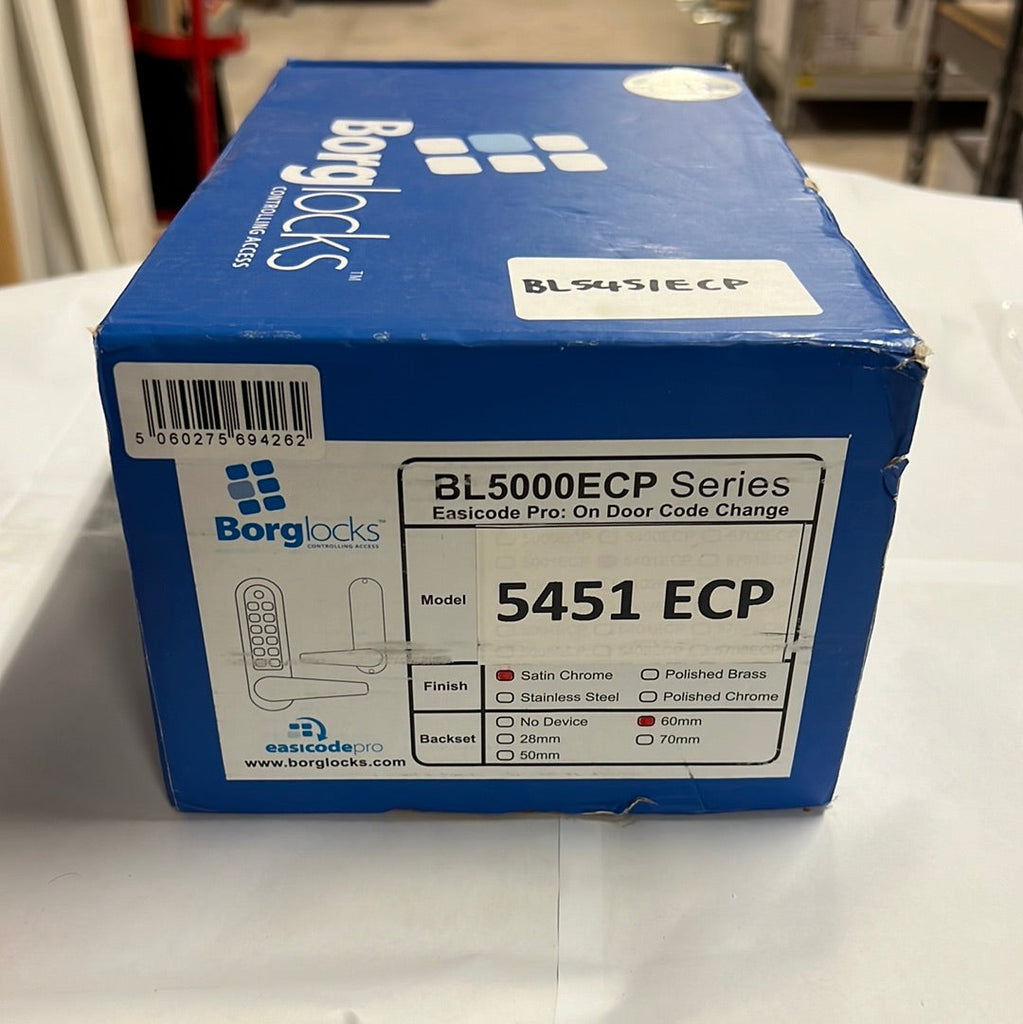 Borglocks™
CONTROLLING ACCESS
BL5451ECP
5 060275 694262
Borglocks™
CONTROLLING ACCESS
BL5000ECP Series
Easicode Pro: On Door Code Change
Model
5451 ECP
Finish
Satin Chrome
Polished Brass
Stainless Steel
Polished Chrome
Backset
No Device
60mm
28mm
70mm
50mm
easicodepro
www.borglocks.com